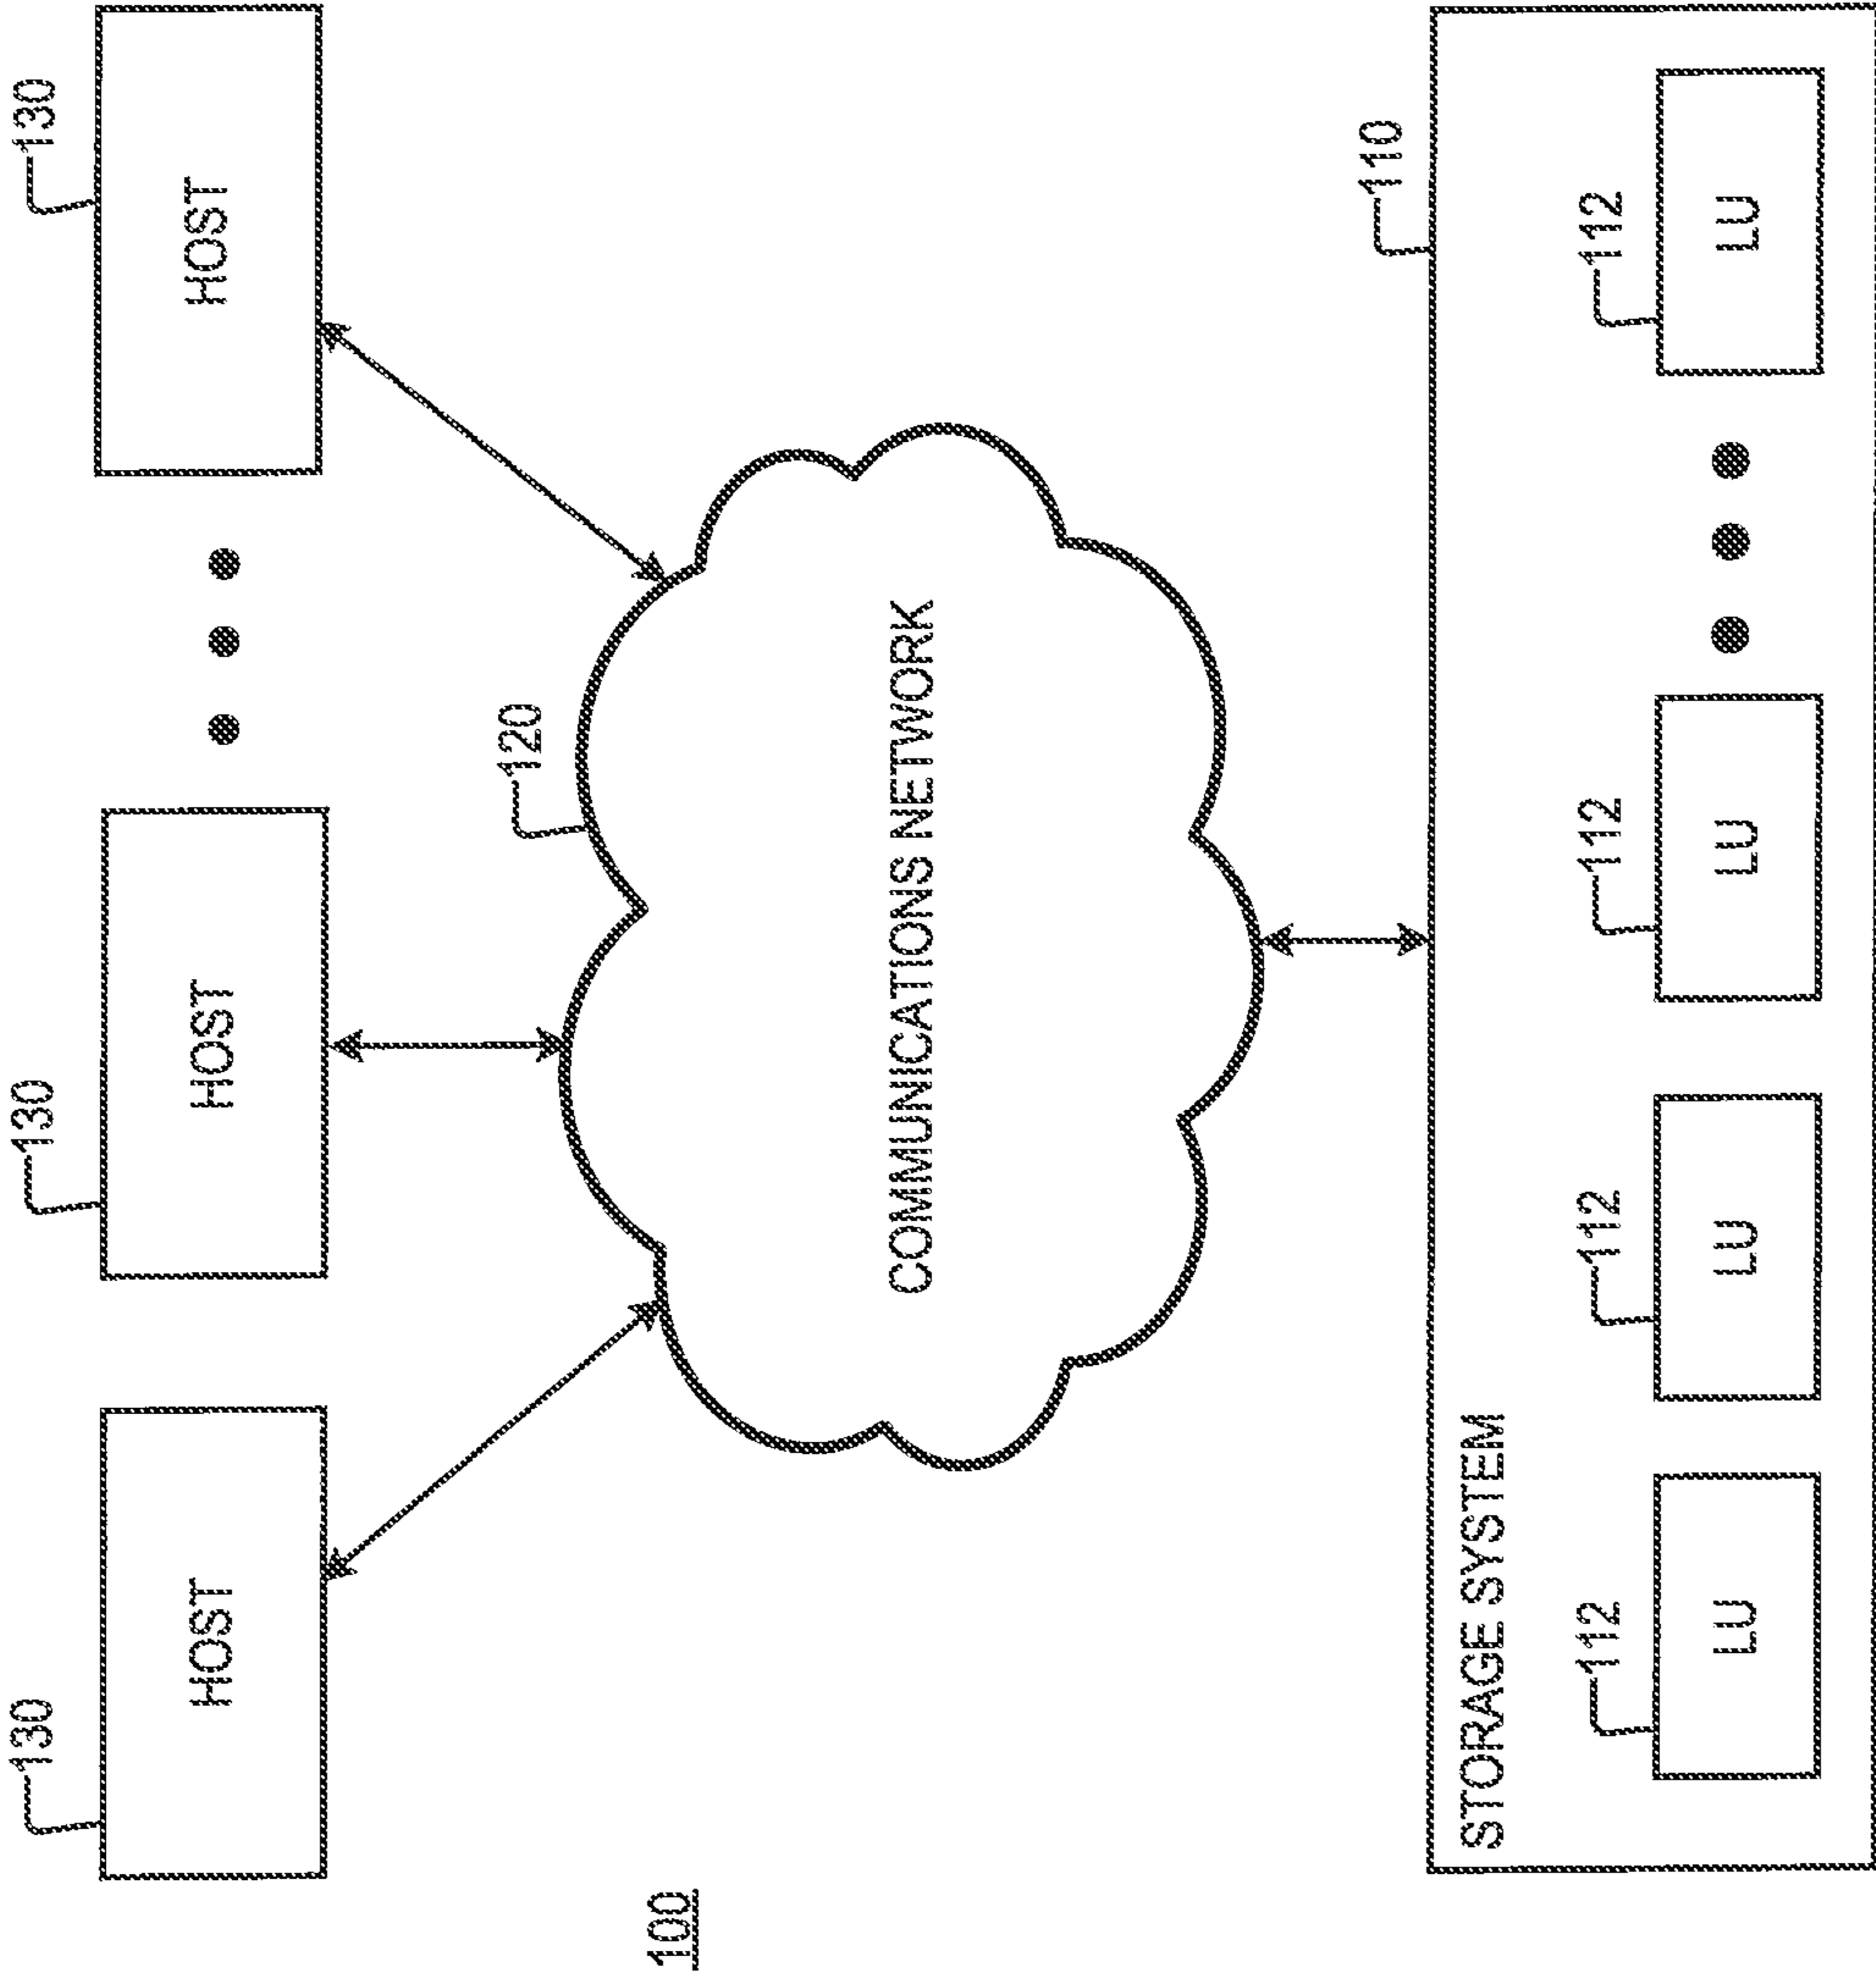 100
130
130
130
HOST
HOST
HOST
120
COMMUNICATIONS NETWORK
110
STORAGE SYSTEM
112
112
112
112
LU
LU
LU
LU